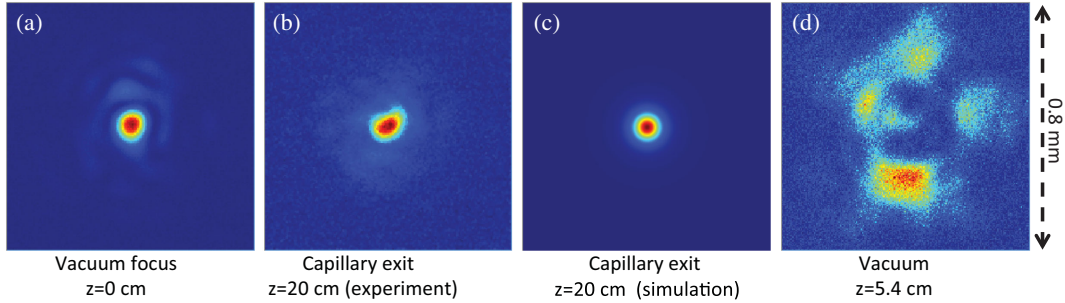 (a)
(b)
(c)
(d)
0.8 mm
Vacuum focus
z=0 cm
Capillary exit
z=20 cm (experiment)
Capillary exit
z=20 cm (simulation)
Vacuum
z=5.4 cm